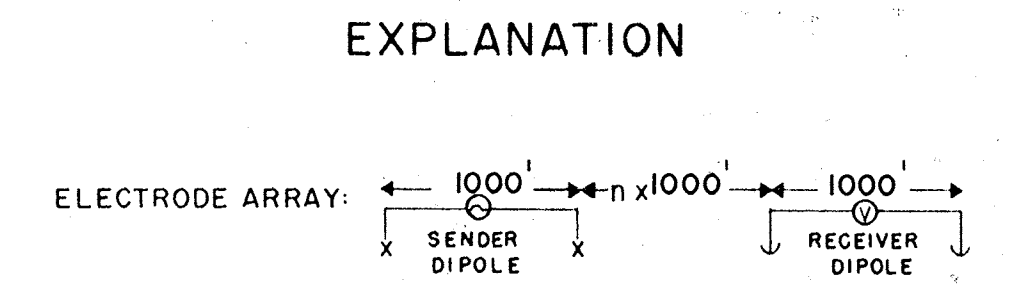 EXPLANATION
ELECTRODE ARRAY: 1000' n x1000' 1000'
V
X SENDER X RECEIVER
DIPOLE DIPOLE